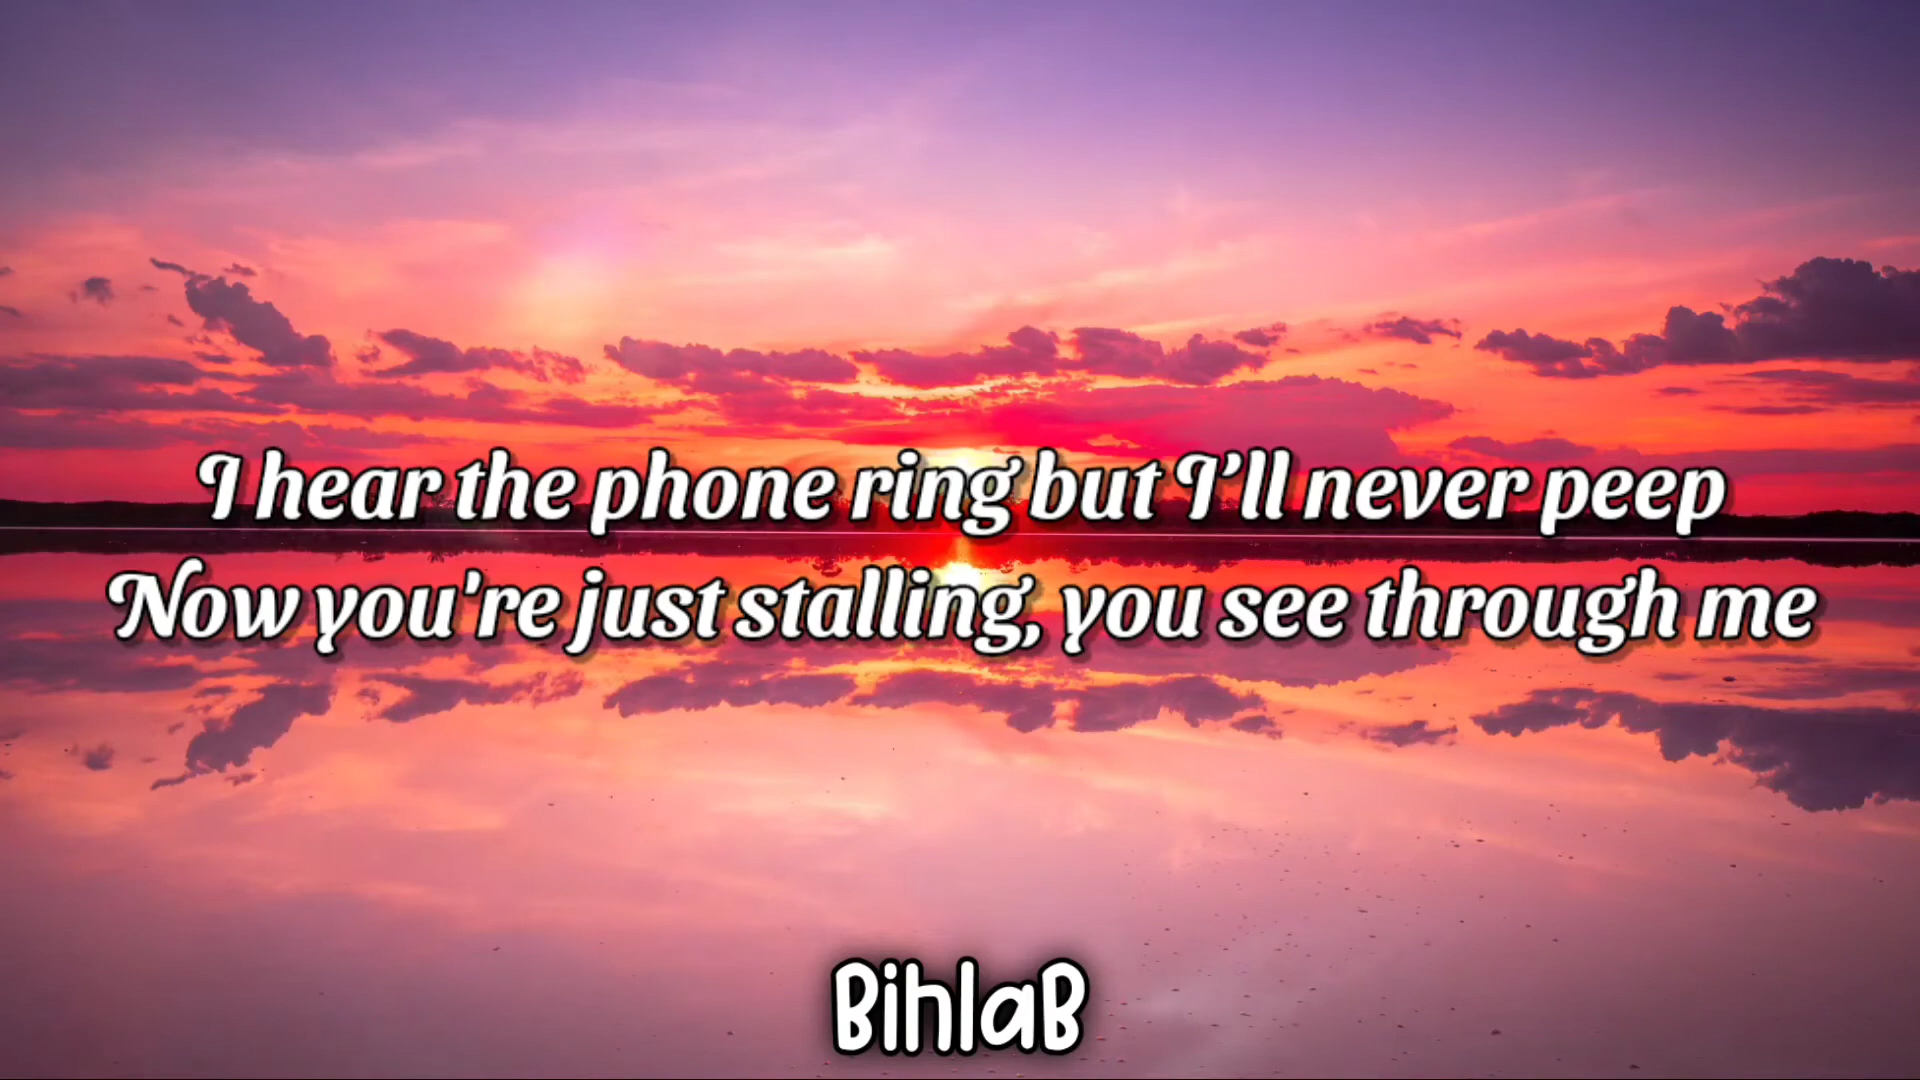 I hear the phone ring but I’ll never peep
Now you're just stalling, you see through me
BihlaB